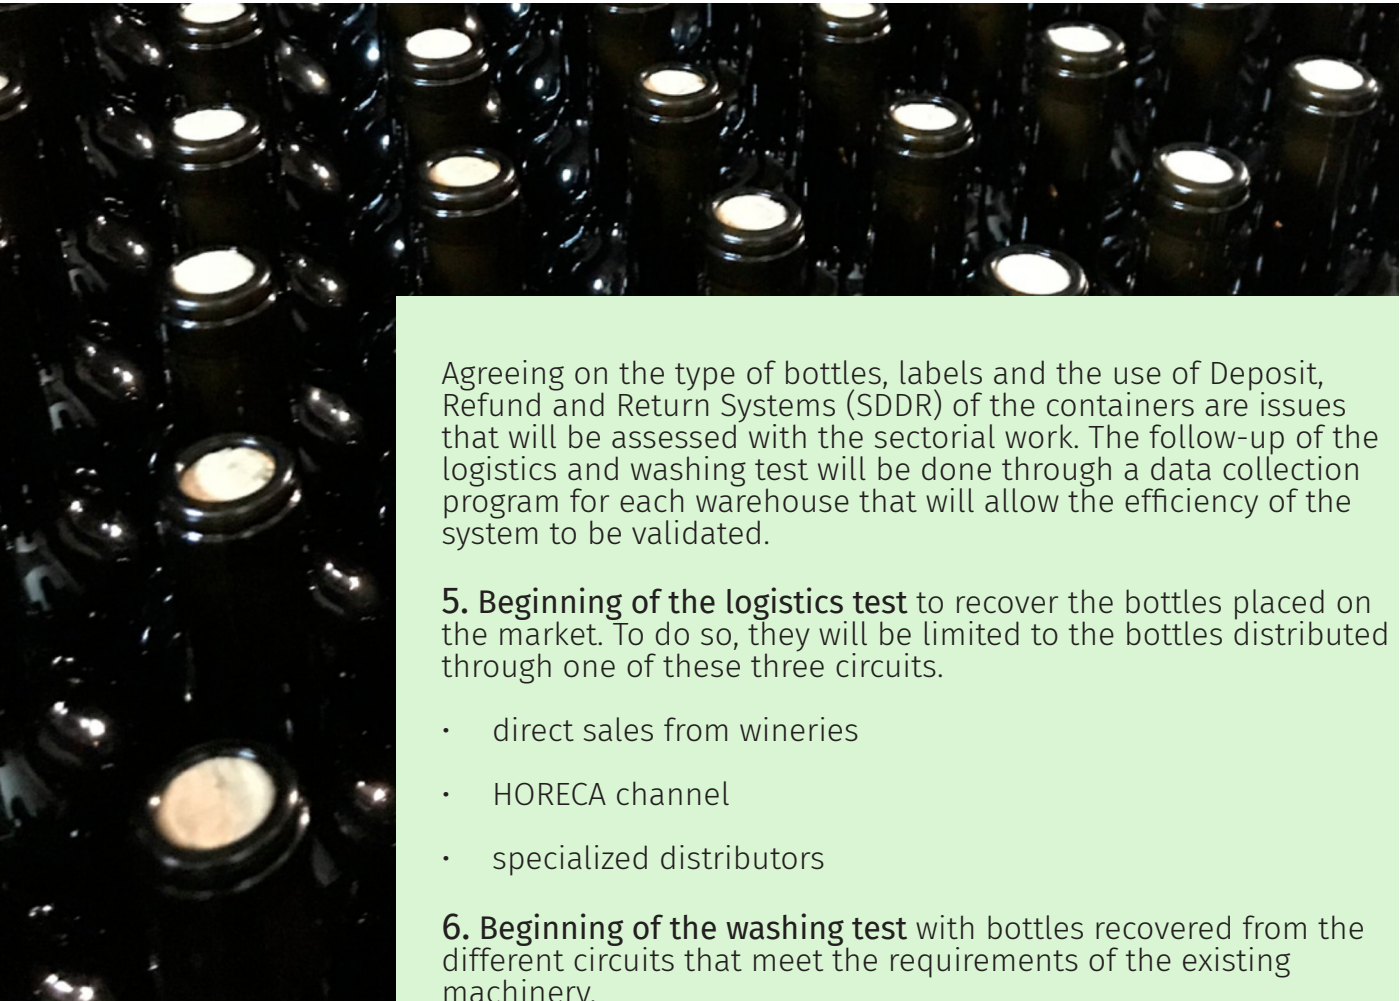 Agreeing on the type of bottles, labels and the use of Deposit,
Refund and Return Systems (SDDR) of the containers are issues
that will be assessed with the sectorial work. The follow-up of the
logistics and washing test will be done through a data collection
program for each warehouse that will allow the efficiency of the
system to be validated.
5. Beginning of the logistics test to recover the bottles placed on
the market. To do so, they will be limited to the bottles distributed
through one of these three circuits.
· direct sales from wineries
· HORECA channel
· specialized distributors
6. Beginning of the washing test with bottles recovered from the
different circuits that meet the requirements of the existing
machinery.